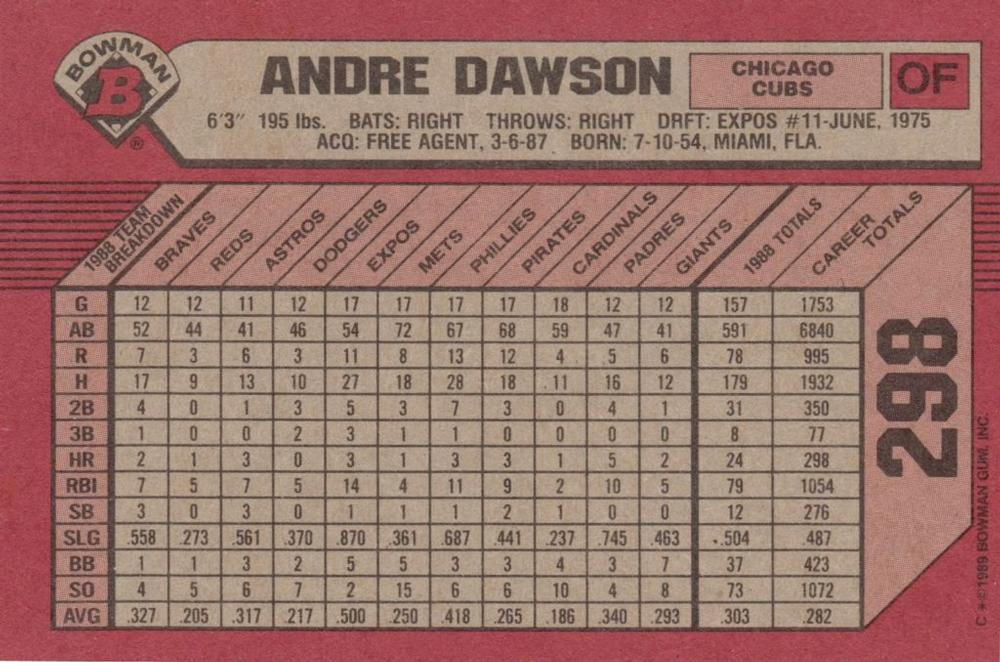 BOWMAN
B
®
ANDRE DAWSON CHICAGO CUBS OF
6'3" 195 lbs. BATS: RIGHT THROWS: RIGHT DRFT: EXPOS #11-JUNE, 1975
ACQ: FREE AGENT, 3-6-87 BORN: 7-10-54, MIAMI, FLA.
1988 TEAM BREAKDOWN BRAVES REDS ASTROS DODGERS EXPOS METS PHILLIES PIRATES CARDINALS PADRES GIANTS 1988 TOTALS CAREER TOTALS
G 12 12 11 12 17 17 17 17 18 12 12 157 1753
AB 52 44 41 46 54 72 67 68 59 47 41 591 6840
R 7 3 6 3 11 8 13 12 4 5 6 78 995
H 17 9 13 10 27 18 28 18 11 16 12 179 1932
2B 4 0 1 3 5 3 7 3 0 4 1 31 350
3B 1 0 0 2 3 1 1 0 0 0 0 8 77
HR 2 1 3 0 3 1 3 3 1 5 2 24 298
RBI 7 5 7 5 14 4 11 9 2 10 5 79 1054
SB 3 0 3 0 1 1 1 2 1 0 0 12 276
SLG .558 .273 .561 .370 .870 .361 .687 .441 .237 .745 .463 .504 .487
BB 1 1 3 2 5 5 3 3 4 3 7 37 423
SO 4 5 6 7 2 15 6 6 10 4 8 73 1072
AVG .327 .205 .317 .217 .500 .250 .418 .265 .186 .340 .293 .303 .282
298
C *©1989 BOWMAN GUM, INC.